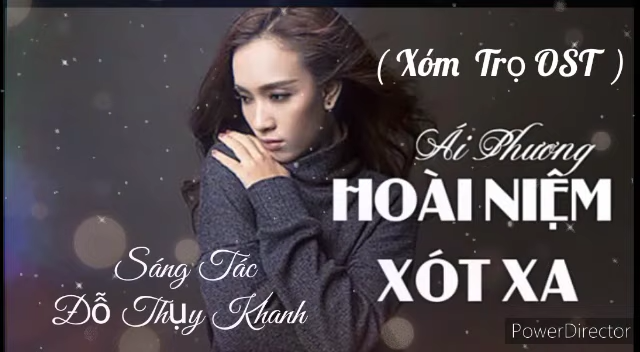 ( Xóm Trọ OST )
Ái Phương
HOÀI NIỆM
XÓT XA
Sáng Tác
Đỗ Thụy Khanh
PowerDirector